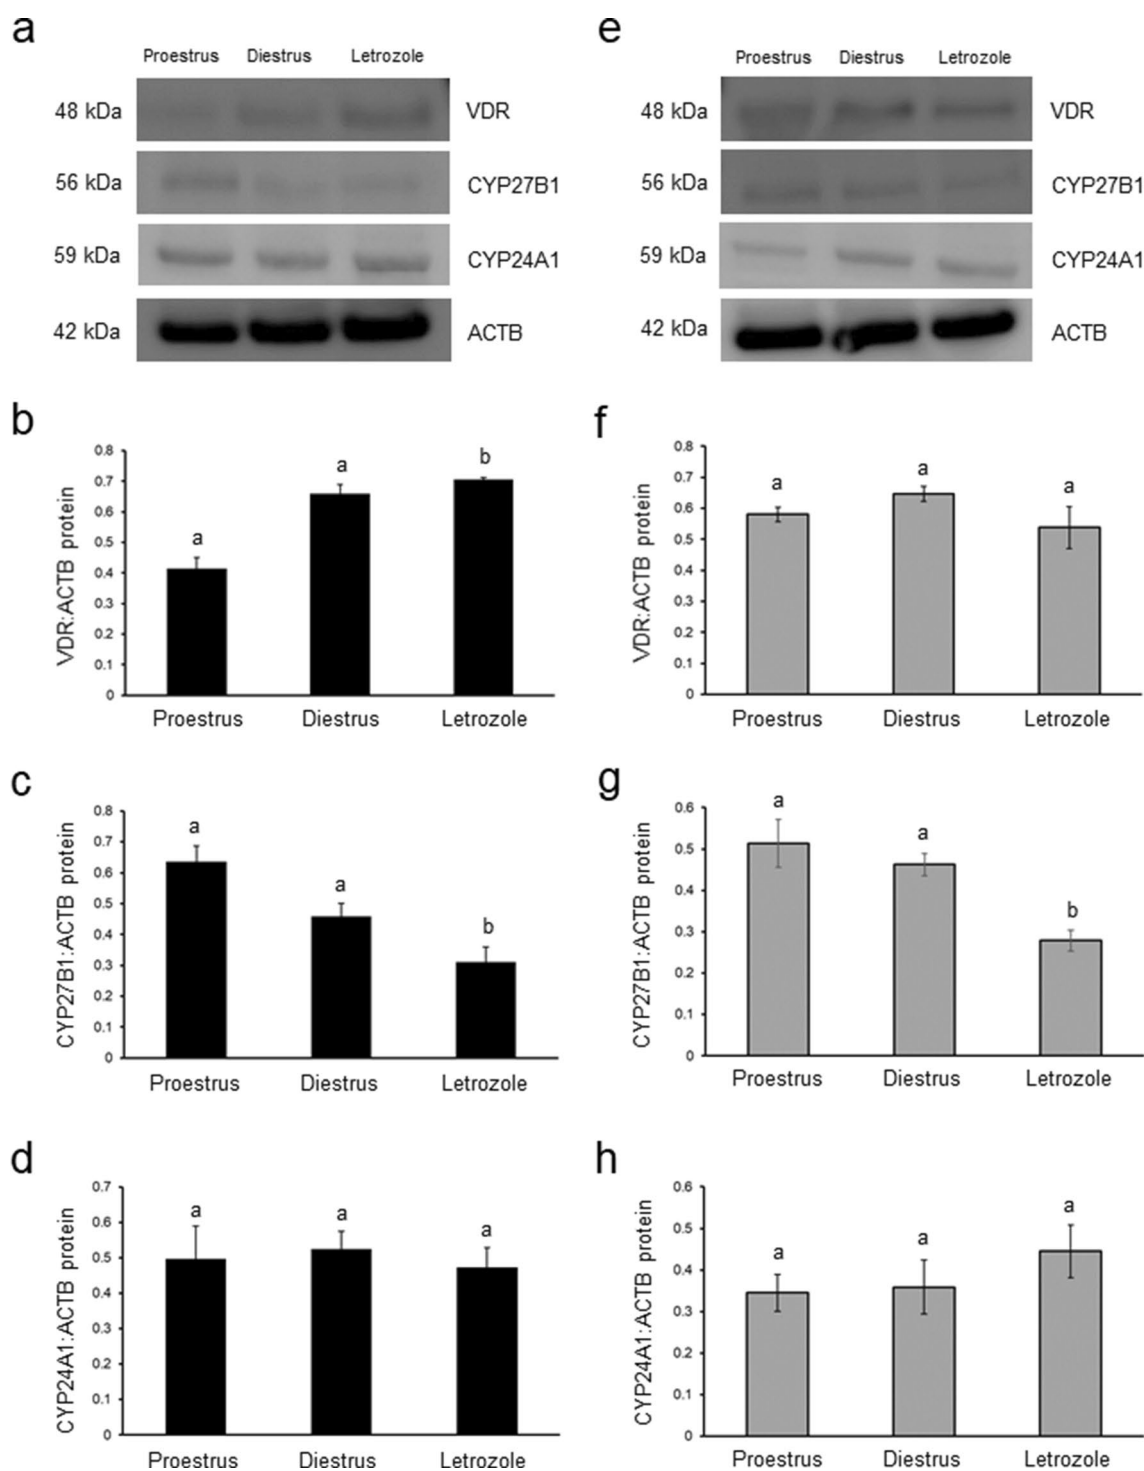 a
Proestrus Diestrus Letrozole
48 kDa VDR
56 kDa CYP27B1
59 kDa CYP24A1
42 kDa ACTB
e
Proestrus Diestrus Letrozole
48 kDa VDR
56 kDa CYP27B1
59 kDa CYP24A1
42 kDa ACTB
b
VDR:ACTB protein
0.8
0.7
0.6
0.5
0.4
0.3
0.2
0.1
0
a a b
Proestrus Diestrus Letrozole
f
VDR:ACTB protein
0.8
0.7
0.6
0.5
0.4
0.3
0.2
0.1
0
a a a
Proestrus Diestrus Letrozole
c
CYP27B1:ACTB protein
0.8
0.7
0.6
0.5
0.4
0.3
0.2
0.1
0
a a b
Proestrus Diestrus Letrozole
g
CYP27B1:ACTB protein
0.6
0.5
0.4
0.3
0.2
0.1
0
a a b
Proestrus Diestrus Letrozole
d
CYP24A1:ACTB protein
0.7
0.6
0.5
0.4
0.3
0.2
0.1
0
a a a
Proestrus Diestrus Letrozole
h
CYP24A1:ACTB protein
0.6
0.5
0.4
0.3
0.2
0.1
0
a a a
Proestrus Diestrus Letrozole